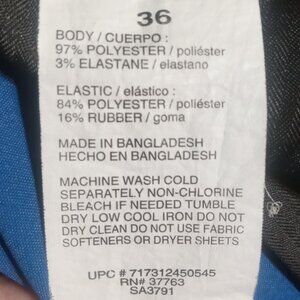 36
BODY / CUERPO :
97% POLYESTER / poliéster
3% ELASTANE / elastano
ELASTIC / elástico :
84% POLYESTER / poliéster
16% RUBBER / goma
MADE IN BANGLADESH
HECHO EN BANGLADESH
MACHINE WASH COLD
SEPARATELY NON-CHLORINE
BLEACH IF NEEDED TUMBLE
DRY LOW COOL IRON DO NOT
DRY CLEAN DO NOT USE FABRIC
SOFTENERS OR DRYER SHEETS
UPC # 717312450545
RN# 37763
SA3791